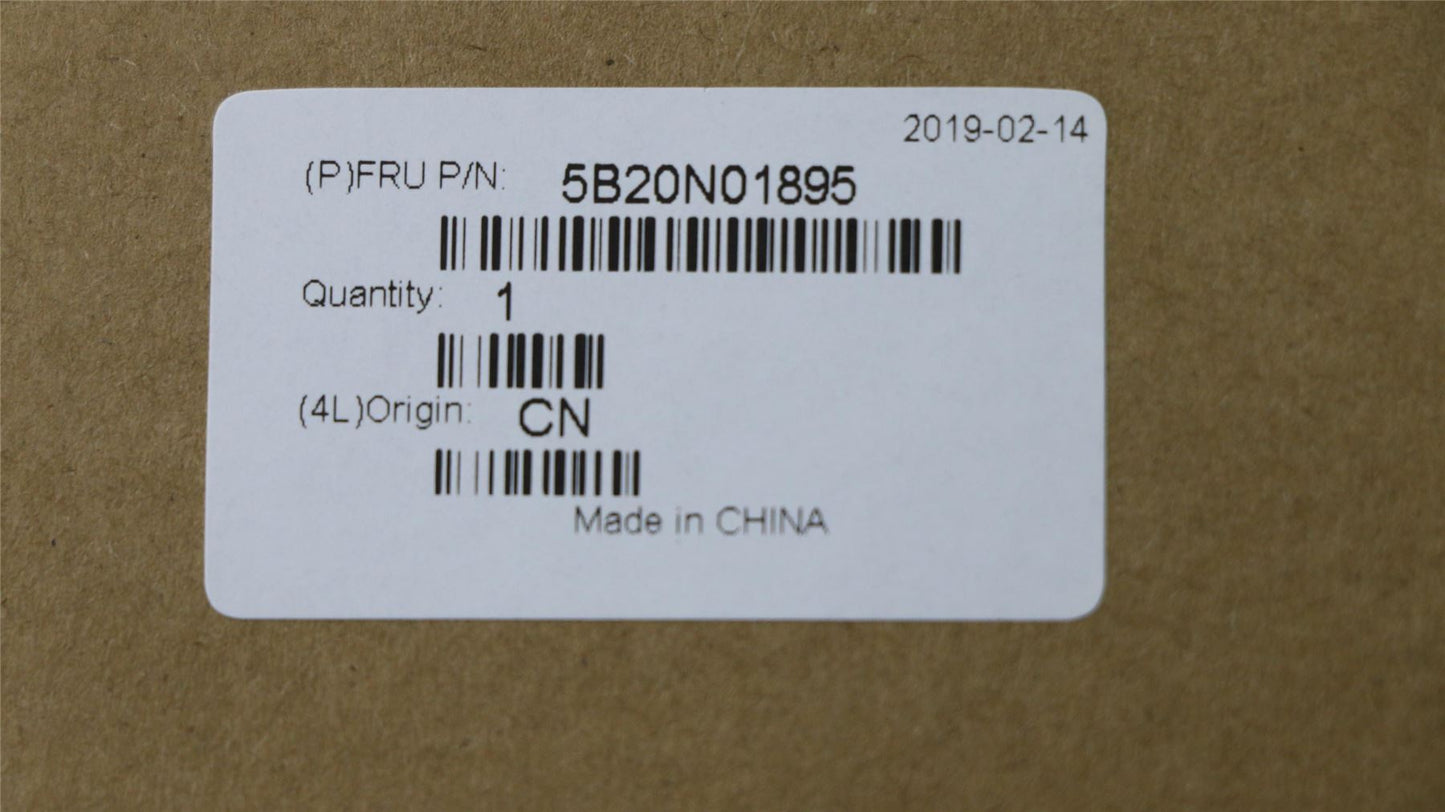 2019-02-14
(P)FRU P/N: 5B20N01895
Quantity: 1
(4L)Origin: CN
Made in CHINA